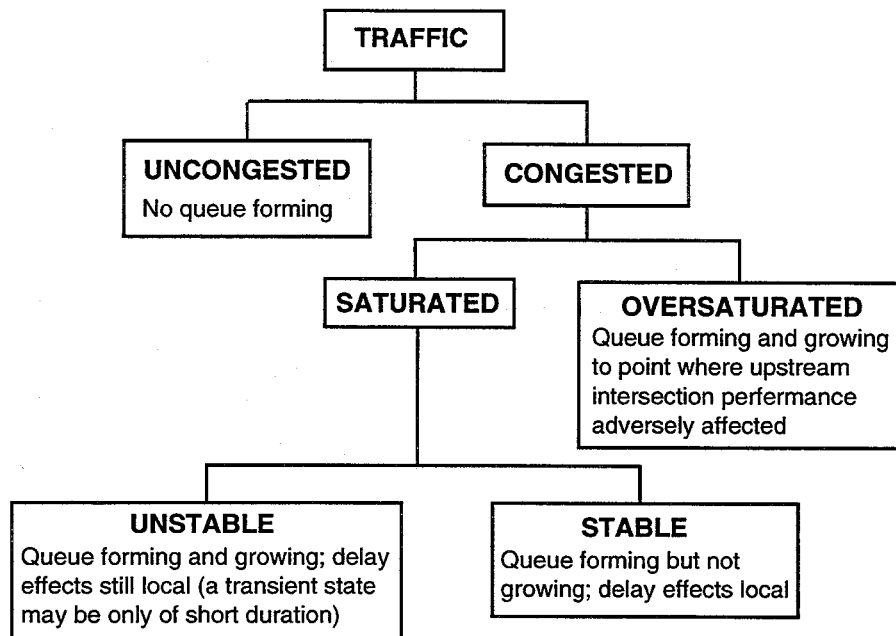 TRAFFIC
UNCONGESTED
No queue forming
CONGESTED
SATURATED
OVERSATURATED
Queue forming and growing
to point where upstream
intersection perfermance
adversely affected
UNSTABLE
Queue forming and growing; delay
effects still local (a transient state
may be only of short duration)
STABLE
Queue forming but not
growing; delay effects local